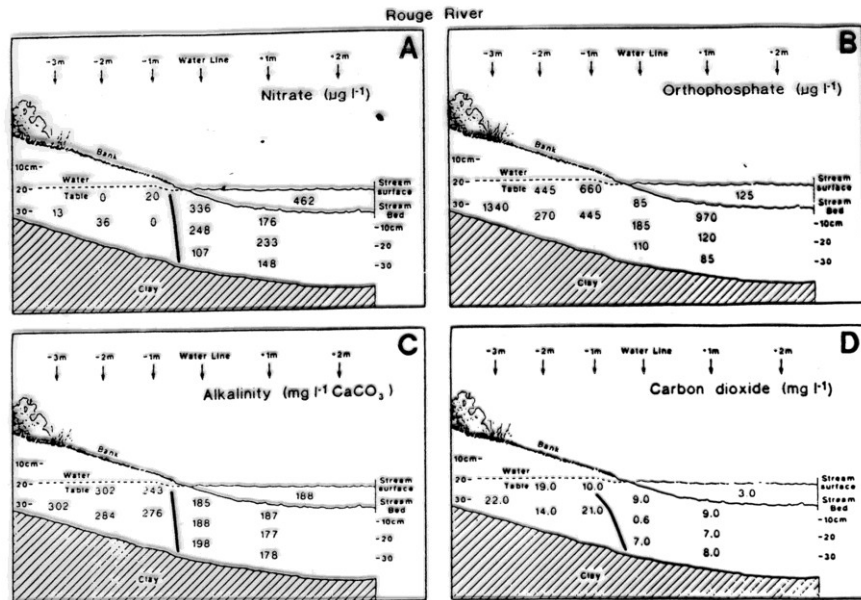 Rouge River
A
-3m -2m -1m Water Line +1m +2m
Nitrate (µg l⁻¹)
Bank
10cm
Water
20
Table
0 20
462
Stream surface
30
13
336
Stream Bed
36 0
248 176
-10cm
107 233
-20
148
-30
Clay
B
-3m -2m -1m Water Line +1m +2m
Orthophosphate (µg l⁻¹)
Bank
10cm
Water
20
Table
445 660
125
Stream surface
30
1340
85
Stream Bed
270 445
185 970
-10cm
110 120
-20
85
-30
Clay
C
-3m -2m -1m Water Line +1m +2m
Alkalinity (mg l⁻¹ CaCO₃)
Bank
10cm
Water
20
Table
302 243
188
Stream surface
30
302
185
Stream Bed
284 276
188 187
-10cm
198 177
-20
178
-30
Clay
D
-3m -2m -1m Water Line +1m +2m
Carbon dioxide (mg l⁻¹)
Bank
10cm
Water
20
Table
19.0 10.0
3.0
Stream surface
30
22.0
9.0
Stream Bed
14.0 21.0
0.6 9.0
-10cm
7.0 7.0
-20
8.0
-30
Clay